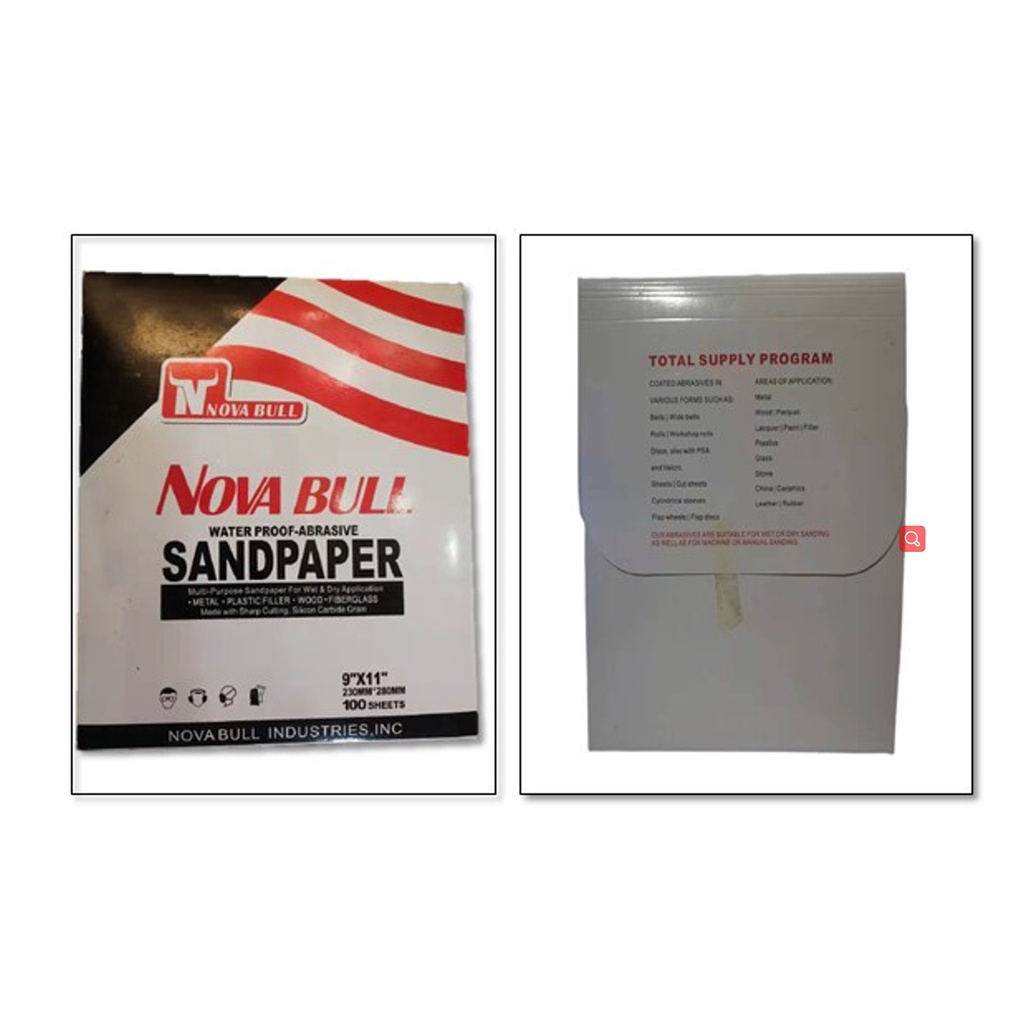 NOVA BULL
NOVA BULL
WATER PROOF-ABRASIVE
SANDPAPER
Multi-Purpose Sandpaper For Wet & Dry Application
• METAL • PLASTIC FILLER • WOOD • FIBERGLASS
Made with Sharp Cutting, Silicon Carbide Grain
9"X11"
230MM*280MM
100 SHEETS
NOVA BULL INDUSTRIES, INC
TOTAL SUPPLY PROGRAM
COATED ABRASIVES IN
VARIOUS FORMS SUCH AS:
Belts | Wide belts
Rolls | Workshop rolls
Discs, also with PSA
and Velcro
Sheets | Cut sheets
Cylindrical sleeves
Flap wheels | Flap discs
AREAS OF APPLICATION:
Metal
Wood | Parquet
Lacquer | Paint | Filler
Plastics
Glass
Stone
China | Ceramics
Leather | Rubber
OUR ABRASIVES ARE SUITABLE FOR WET OR DRY SANDING
AS WELL AS FOR MACHINE OR MANUAL SANDING.